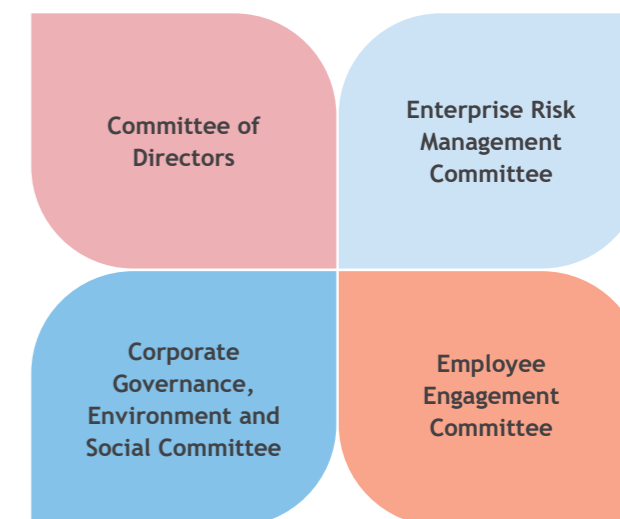 Committee of
Directors
Enterprise Risk
Management
Committee
Corporate
Governance,
Environment and
Social Committee
Employee
Engagement
Committee